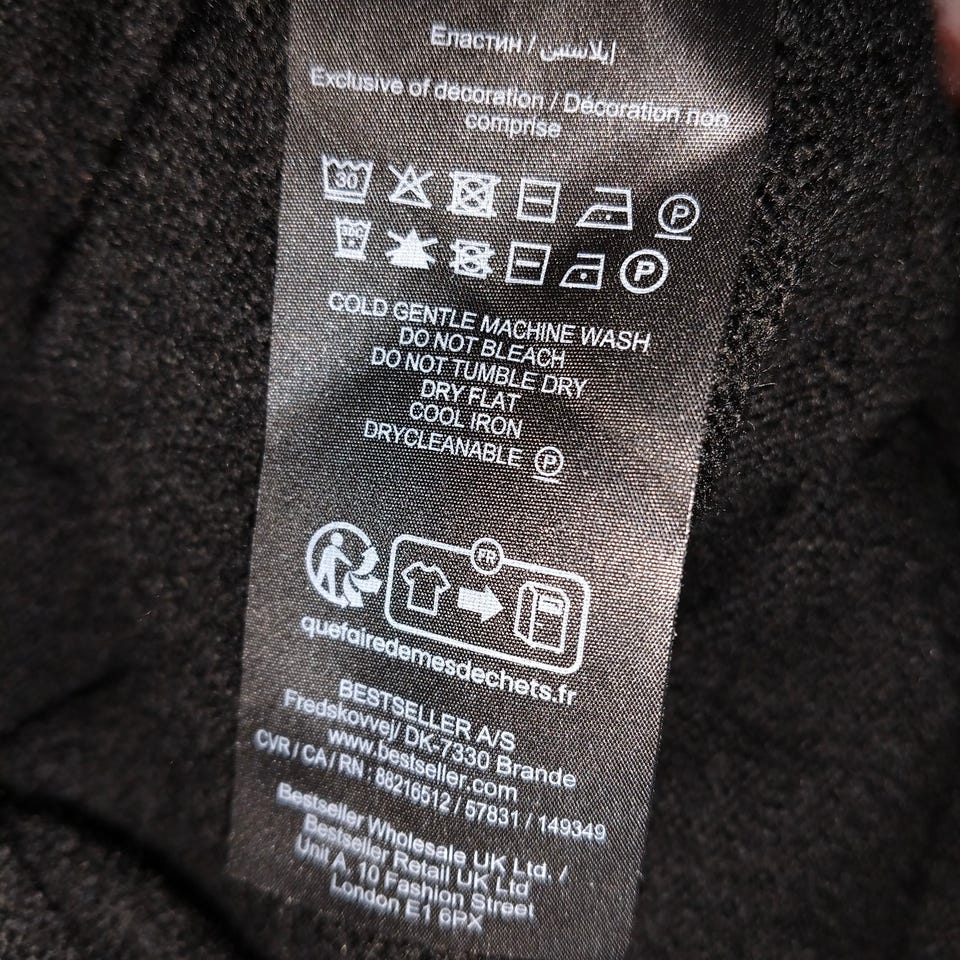 Еластин / إيلاستين
Exclusive of decoration / Décoration non
comprise
30 P
P
COLD GENTLE MACHINE WASH
DO NOT BLEACH
DO NOT TUMBLE DRY
DRY FLAT
COOL IRON
DRYCLEANABLE P
FR
quefairedemesdechets.fr
BESTSELLER A/S
Fredskovvej/ DK-7330 Brande
www.bestseller.com
CVR / CA / RN : 88216512 / 57831 / 149349
Bestseller Wholesale UK Ltd. /
Bestseller Retail UK Ltd
Unit A, 10 Fashion Street
London E1 6PX